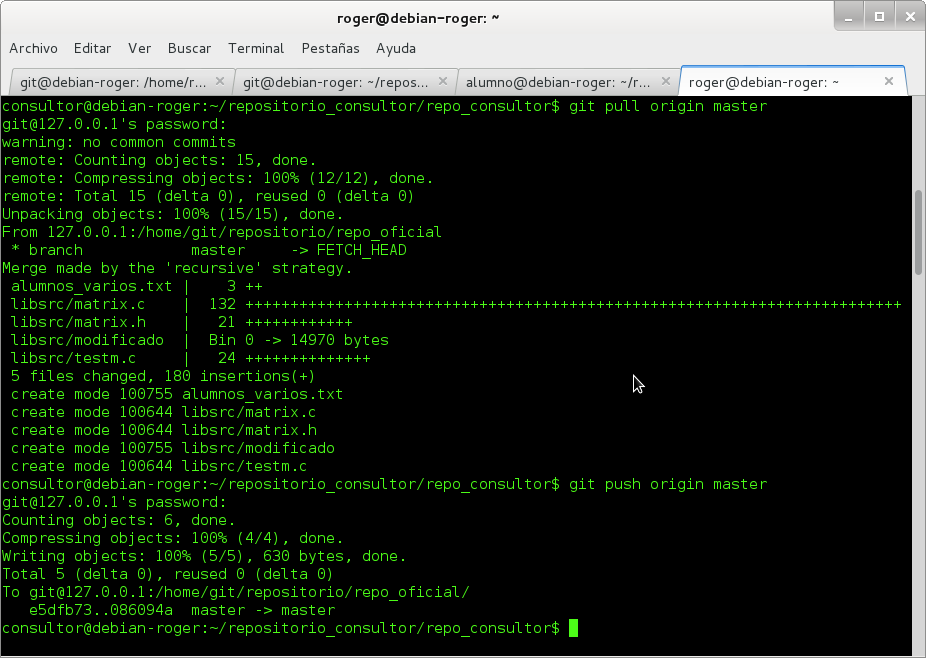 roger@debian-roger: ~
Archivo Editar Ver Buscar Terminal Pestañas Ayuda
git@debian-roger: /home/r... git@debian-roger: ~/repos... alumno@debian-roger: ~/r... roger@debian-roger: ~
consultor@debian-roger:~/repositorio_consultor/repo_consultor$ git pull origin master
git@127.0.0.1's password:
warning: no common commits
remote: Counting objects: 15, done.
remote: Compressing objects: 100% (12/12), done.
remote: Total 15 (delta 0), reused 0 (delta 0)
Unpacking objects: 100% (15/15), done.
From 127.0.0.1:/home/git/repositorio/repo_oficial
 * branch            master     -> FETCH_HEAD
Merge made by the 'recursive' strategy.
 alumnos_varios.txt |    3 ++
 libsrc/matrix.c    |  132 +++++++++++++++++++++++++++++++++++++++++++++++++++++++++++++++++++++++++
 libsrc/matrix.h    |   21 ++++++++++++
 libsrc/modificado  |  Bin 0 -> 14970 bytes
 libsrc/testm.c     |   24 ++++++++++++++
 5 files changed, 180 insertions(+)
 create mode 100755 alumnos_varios.txt
 create mode 100644 libsrc/matrix.c
 create mode 100644 libsrc/matrix.h
 create mode 100755 libsrc/modificado
 create mode 100644 libsrc/testm.c
consultor@debian-roger:~/repositorio_consultor/repo_consultor$ git push origin master
git@127.0.0.1's password:
Counting objects: 6, done.
Compressing objects: 100% (4/4), done.
Writing objects: 100% (5/5), 630 bytes, done.
Total 5 (delta 0), reused 0 (delta 0)
To git@127.0.0.1:/home/git/repositorio/repo_oficial/
   e5dfb73..086094a  master -> master
consultor@debian-roger:~/repositorio_consultor/repo_consultor$